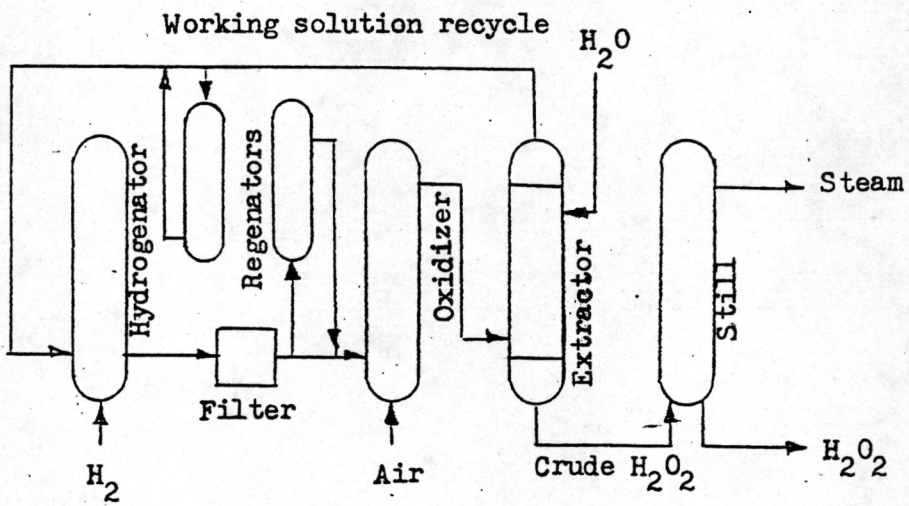 Working solution recycle
H₂O
Hydrogenator
Regenators
Oxidizer
Extractor
Still
Steam
Filter
H₂
Air
Crude H₂O₂
H₂O₂